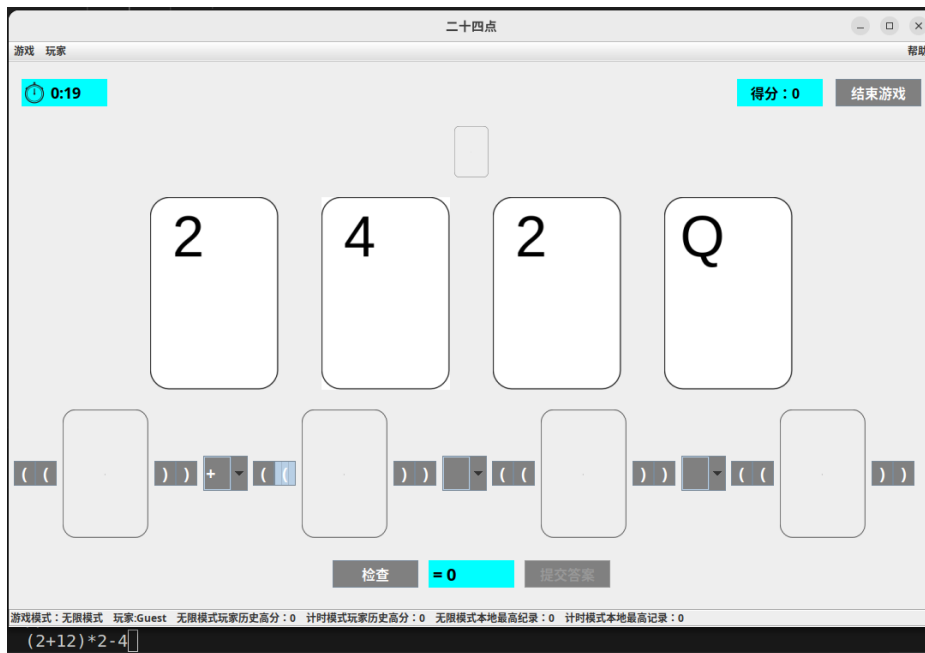 二十四点
游戏 玩家 帮助
0:19 得分：0 结束游戏
2 4 2 Q
( ( ) ) + ( ( ) ) ( ( ) ) ( ( ) )
检查 = 0 提交答案
游戏模式：无限模式 玩家:Guest 无限模式玩家历史高分：0 计时模式玩家历史高分：0 无限模式本地最高纪录：0 计时模式本地最高记录：0
(2+12)*2-4